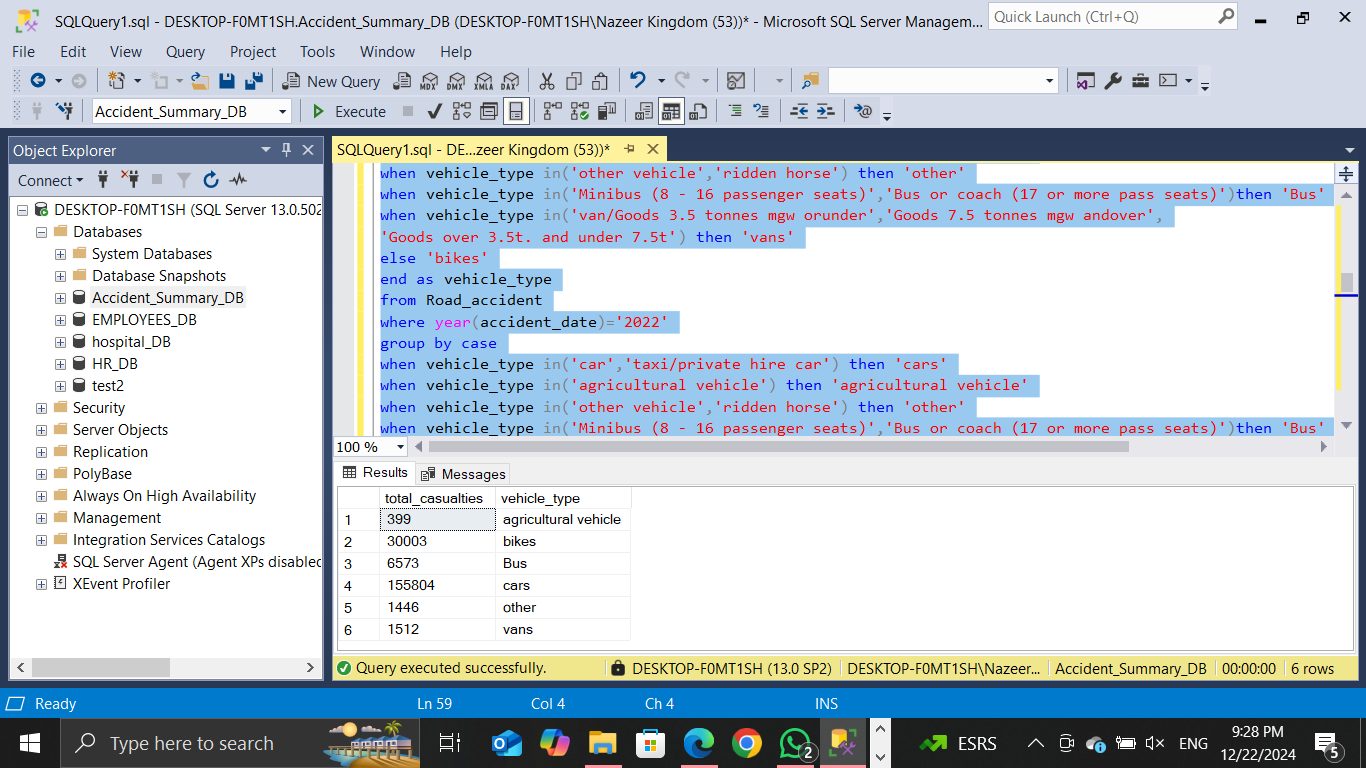 SQLQuery1.sql - DESKTOP-F0MT1SH.Accident_Summary_DB (DESKTOP-F0MT1SH\Nazeer Kingdom (53))* - Microsoft SQL Server Managem...
Quick Launch (Ctrl+Q)
File Edit View Query Project Tools Window Help
New Query MDX DMX XMLA DAX
Accident_Summary_DB Execute
Object Explorer
SQLQuery1.sql - DE...zeer Kingdom (53))*
Connect
DESKTOP-F0MT1SH (SQL Server 13.0.502
Databases
System Databases
Database Snapshots
Accident_Summary_DB
EMPLOYEES_DB
hospital_DB
HR_DB
test2
Security
Server Objects
Replication
PolyBase
Always On High Availability
Management
Integration Services Catalogs
SQL Server Agent (Agent XPs disabled
XEvent Profiler
when vehicle_type in('other vehicle','ridden horse') then 'other'
when vehicle_type in('Minibus (8 - 16 passenger seats)','Bus or coach (17 or more pass seats)')then 'Bus'
when vehicle_type in('van/Goods 3.5 tonnes mgw orunder','Goods 7.5 tonnes mgw andover',
'Goods over 3.5t. and under 7.5t') then 'vans'
else 'bikes'
end as vehicle_type
from Road_accident
where year(accident_date)='2022'
group by case
when vehicle_type in('car','taxi/private hire car') then 'cars'
when vehicle_type in('agricultural vehicle') then 'agricultural vehicle'
when vehicle_type in('other vehicle','ridden horse') then 'other'
when vehicle_type in('Minibus (8 - 16 passenger seats)','Bus or coach (17 or more pass seats)')then 'Bus'
100 %
Results Messages
total_casualties vehicle_type
1 399 agricultural vehicle
2 30003 bikes
3 6573 Bus
4 155804 cars
5 1446 other
6 1512 vans
Query executed successfully. DESKTOP-F0MT1SH (13.0 SP2) DESKTOP-F0MT1SH\Nazeer... Accident_Summary_DB 00:00:00 6 rows
Ready Ln 59 Col 4 Ch 4 INS
Type here to search 2 ESRS ENG 9:28 PM
12/22/2024 5